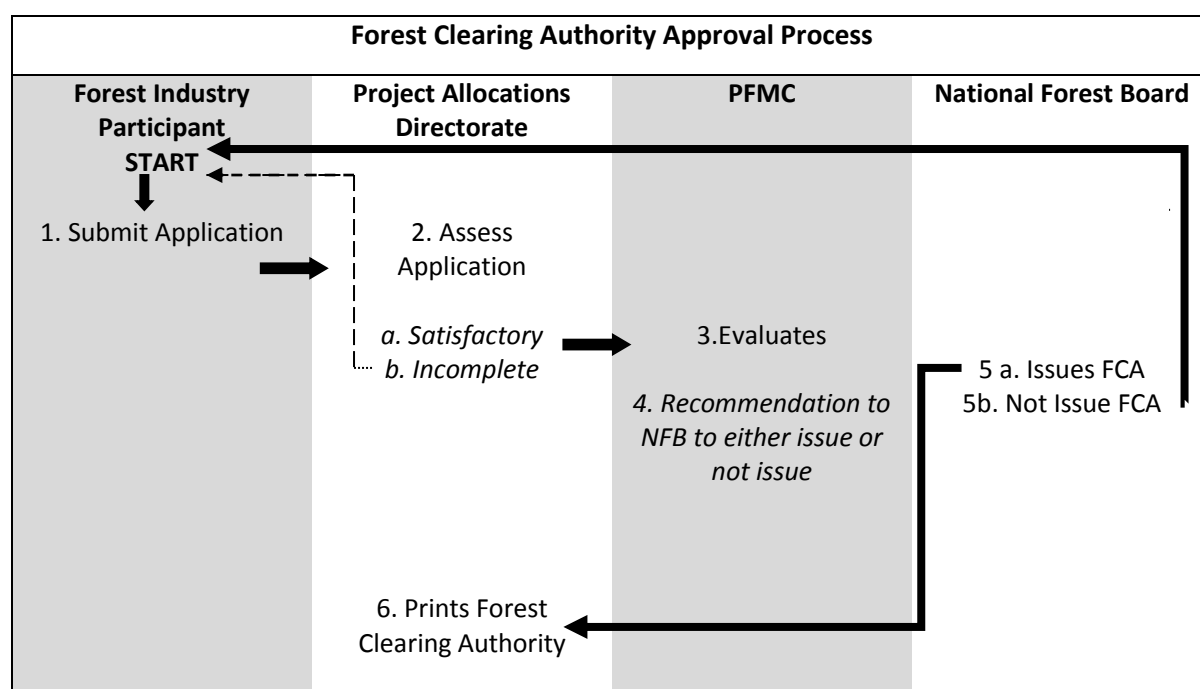 Forest Clearing Authority Approval Process
Forest Industry
Participant
START
Project Allocations
Directorate
PFMC
National Forest Board
1. Submit Application
2. Assess
Application
a. Satisfactory
b. Incomplete
3.Evaluates
4. Recommendation to
NFB to either issue or
not issue
5 a. Issues FCA
5b. Not Issue FCA
6. Prints Forest
Clearing Authority